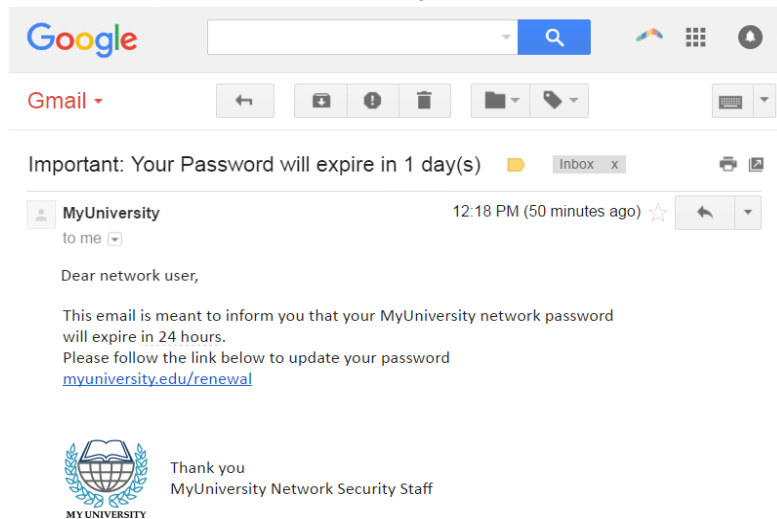 Google
Gmail
Important: Your Password will expire in 1 day(s) Inbox x
MyUniversity 12:18 PM (50 minutes ago)
to me
Dear network user,
This email is meant to inform you that your MyUniversity network password
will expire in 24 hours.
Please follow the link below to update your password
myuniversity.edu/renewal
Thank you
MyUniversity Network Security Staff
MY UNIVERSITY